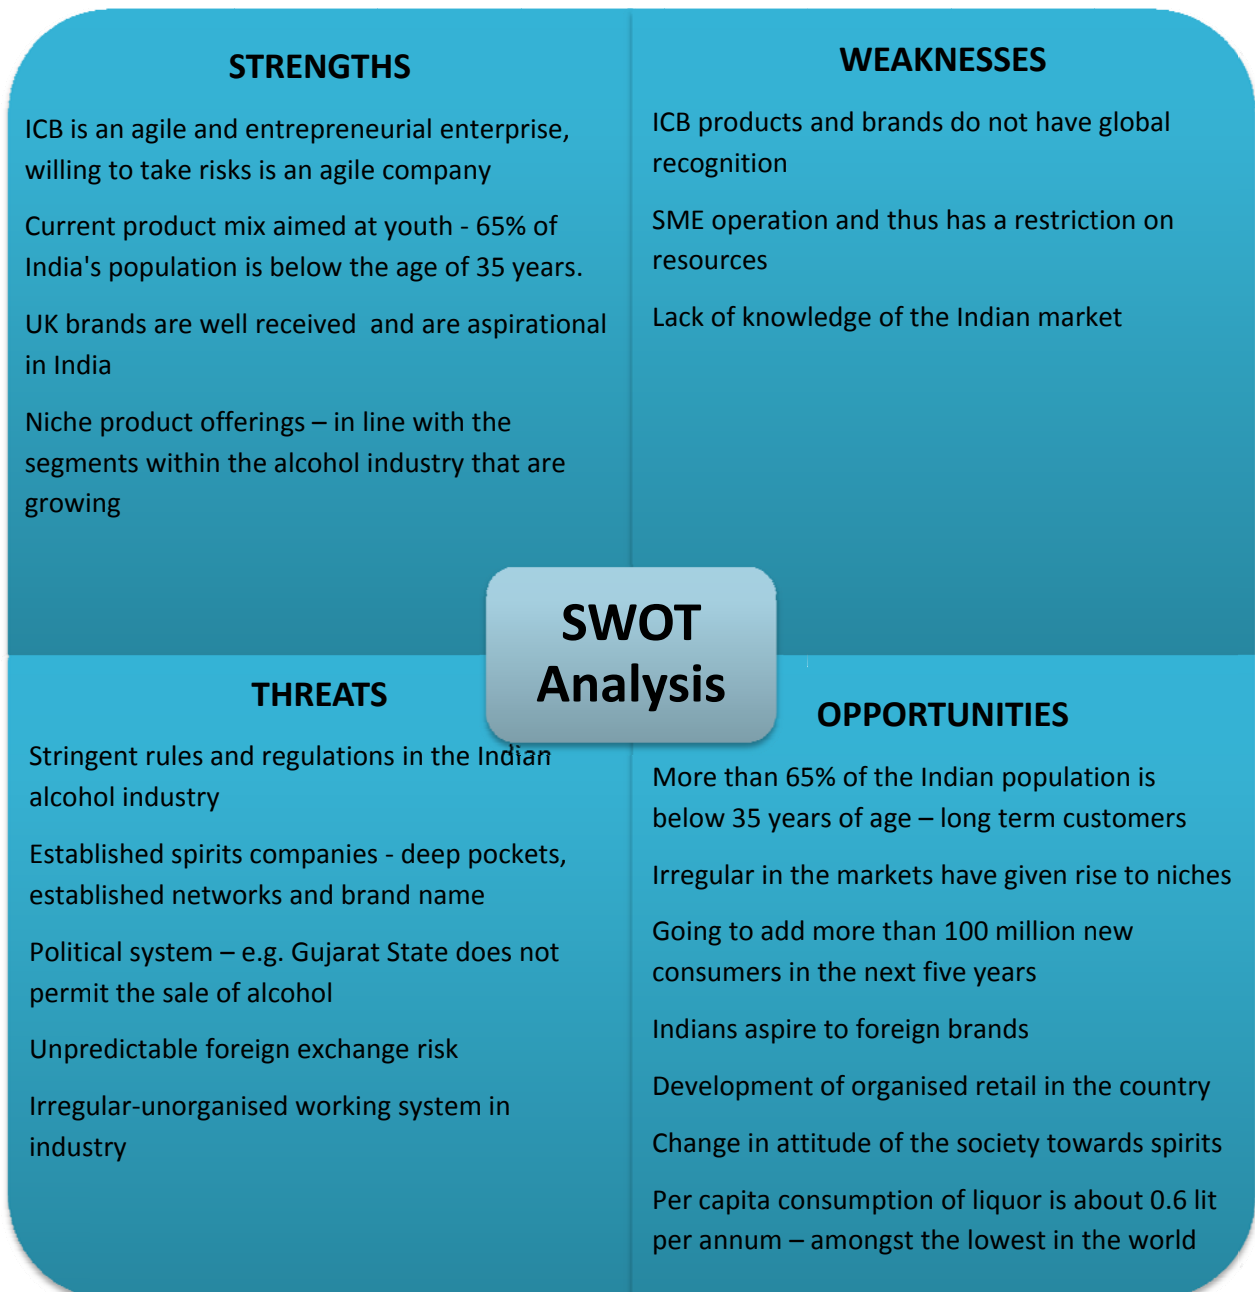 STRENGTHS
ICB is an agile and entrepreneurial enterprise,
willing to take risks is an agile company
Current product mix aimed at youth - 65% of
India's population is below the age of 35 years.
UK brands are well received and are aspirational
in India
Niche product offerings – in line with the
segments within the alcohol industry that are
growing
WEAKNESSES
ICB products and brands do not have global
recognition
SME operation and thus has a restriction on
resources
Lack of knowledge of the Indian market
SWOT
Analysis
THREATS
Stringent rules and regulations in the Indian
alcohol industry
Established spirits companies - deep pockets,
established networks and brand name
Political system – e.g. Gujarat State does not
permit the sale of alcohol
Unpredictable foreign exchange risk
Irregular-unorganised working system in
industry
OPPORTUNITIES
More than 65% of the Indian population is
below 35 years of age – long term customers
Irregular in the markets have given rise to niches
Going to add more than 100 million new
consumers in the next five years
Indians aspire to foreign brands
Development of organised retail in the country
Change in attitude of the society towards spirits
Per capita consumption of liquor is about 0.6 lit
per annum – amongst the lowest in the world